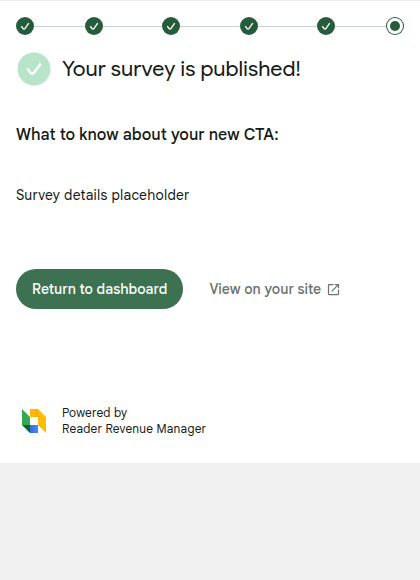 Your survey is published!
What to know about your new CTA:
Survey details placeholder
Return to dashboard
View on your site
Powered by
Reader Revenue Manager